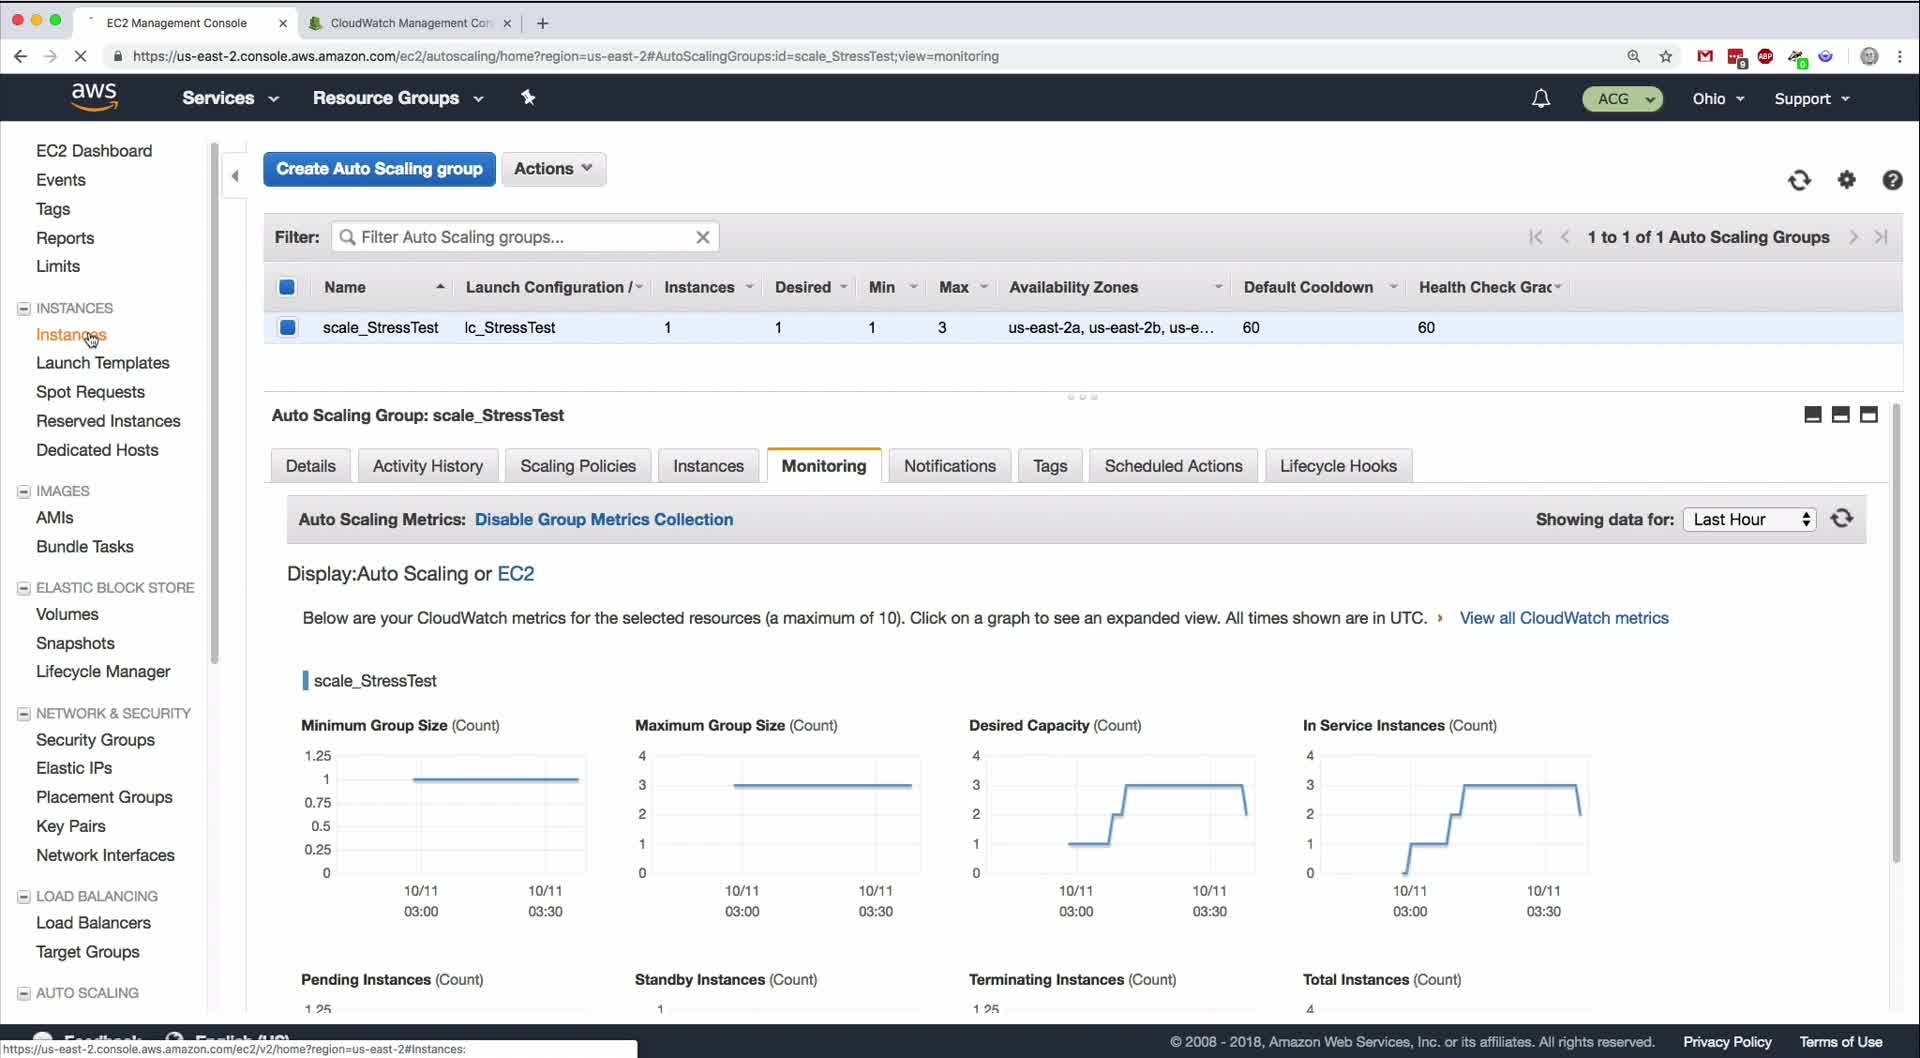 EC2 Management Console
CloudWatch Management Con
https://us-east-2.console.aws.amazon.com/ec2/autoscaling/home?region=us-east-2#AutoScalingGroups:id=scale_StressTest;view=monitoring
9
ABP
0
aws
Services
Resource Groups
ACG
Ohio
Support
EC2 Dashboard
Events
Tags
Reports
Limits
INSTANCES
Instances
Launch Templates
Spot Requests
Reserved Instances
Dedicated Hosts
IMAGES
AMIs
Bundle Tasks
ELASTIC BLOCK STORE
Volumes
Snapshots
Lifecycle Manager
NETWORK & SECURITY
Security Groups
Elastic IPs
Placement Groups
Key Pairs
Network Interfaces
LOAD BALANCING
Load Balancers
Target Groups
AUTO SCALING
Create Auto Scaling group
Actions
Filter: Filter Auto Scaling groups...
1 to 1 of 1 Auto Scaling Groups
Name Launch Configuration / Instances Desired Min Max Availability Zones Default Cooldown Health Check Grac
scale_StressTest lc_StressTest 1 1 1 3 us-east-2a, us-east-2b, us-e... 60 60
Auto Scaling Group: scale_StressTest
Details Activity History Scaling Policies Instances Monitoring Notifications Tags Scheduled Actions Lifecycle Hooks
Auto Scaling Metrics: Disable Group Metrics Collection
Showing data for: Last Hour
Display:Auto Scaling or EC2
Below are your CloudWatch metrics for the selected resources (a maximum of 10). Click on a graph to see an expanded view. All times shown are in UTC. View all CloudWatch metrics
scale_StressTest
Minimum Group Size (Count)
1.25
1
0.75
0.5
0.25
0
10/11 10/11
03:00 03:30
Maximum Group Size (Count)
4
3
2
1
0
10/11 10/11
03:00 03:30
Desired Capacity (Count)
4
3
2
1
0
10/11 10/11
03:00 03:30
In Service Instances (Count)
4
3
2
1
0
10/11 10/11
03:00 03:30
Pending Instances (Count)
1.25
Standby Instances (Count)
1
Terminating Instances (Count)
1.25
Total Instances (Count)
4
Feedback English (US)
https://us-east-2.console.aws.amazon.com/ec2/v2/home?region=us-east-2#Instances:
© 2008 - 2018, Amazon Web Services, Inc. or its affiliates. All rights reserved. Privacy Policy Terms of Use